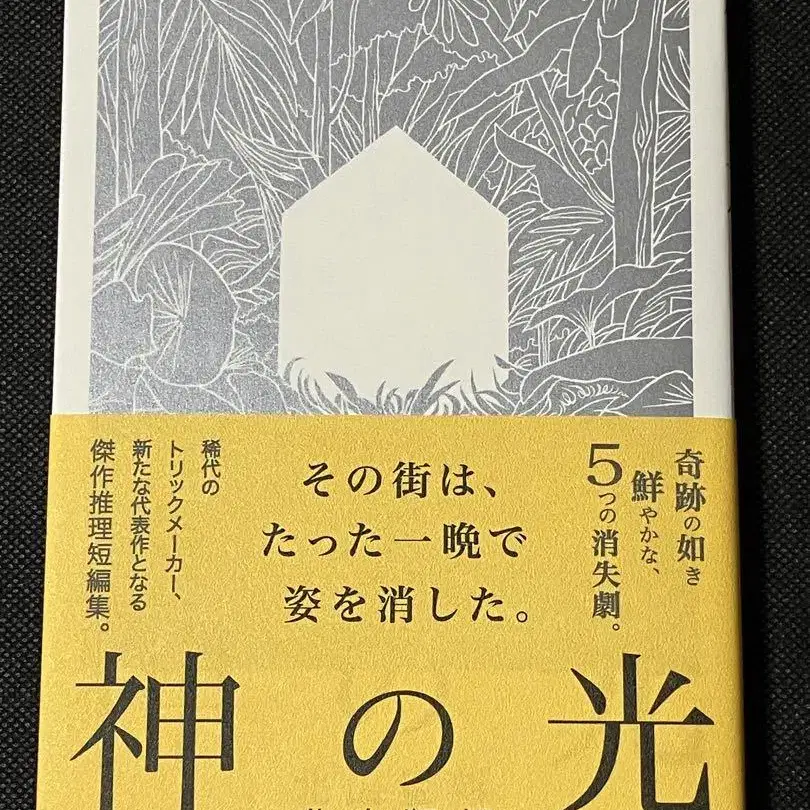 奇跡の如き
鮮やかな、
5つの消失劇。
その街は、
たった一晩で
姿を消した。
稀代の
トリックメーカー、
新たな代表作となる
傑作推理短編集。
神の光